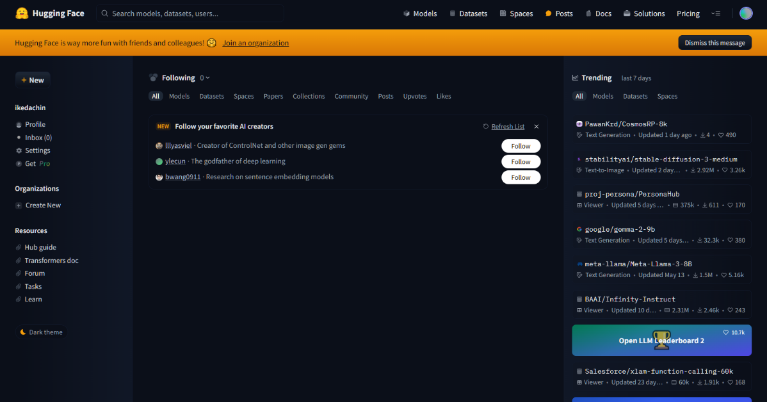 Hugging Face
Search models, datasets, users...
Models
Datasets
Spaces
Posts
Docs
Solutions
Pricing
Hugging Face is way more fun with friends and colleagues! 🤗 Join an organization
Dismiss this message
+ New
ikedachin
Profile
Inbox (0)
Settings
Get Pro
Organizations
Create New
Resources
Hub guide
Transformers doc
Forum
Tasks
Learn
Dark theme
Following 0
All Models Datasets Spaces Papers Collections Community Posts Upvotes Likes
NEW Follow your favorite AI creators
Refresh List
lllyasviel · Creator of ControlNet and other image gen gems
Follow
ylecun · The godfather of deep learning
Follow
bwang0911 · Research on sentence embedding models
Follow
Trending last 7 days
All Models Datasets Spaces
PawanKrd/CosmosRP-8k
Text Generation • Updated 1 day ago • 4 • 490
stabilityai/stable-diffusion-3-medium
Text-to-Image • Updated 2 day... • 2.92M • 3.26k
proj-persona/PersonaHub
Viewer • Updated 5 days ... • 375k • 611 • 170
google/gemma-2-9b
Text Generation • Updated 5 days... • 32.3k • 380
meta-llama/Meta-Llama-3-8B
Text Generation • Updated May 13 • 1.5M • 5.16k
BAAI/Infinity-Instruct
Viewer • Updated 10 d... • 2.31M • 2.46k • 243
Open LLM Leaderboard 2
Salesforce/xlam-function-calling-60k
Viewer • Updated 23 day... • 60k • 1.91k • 168